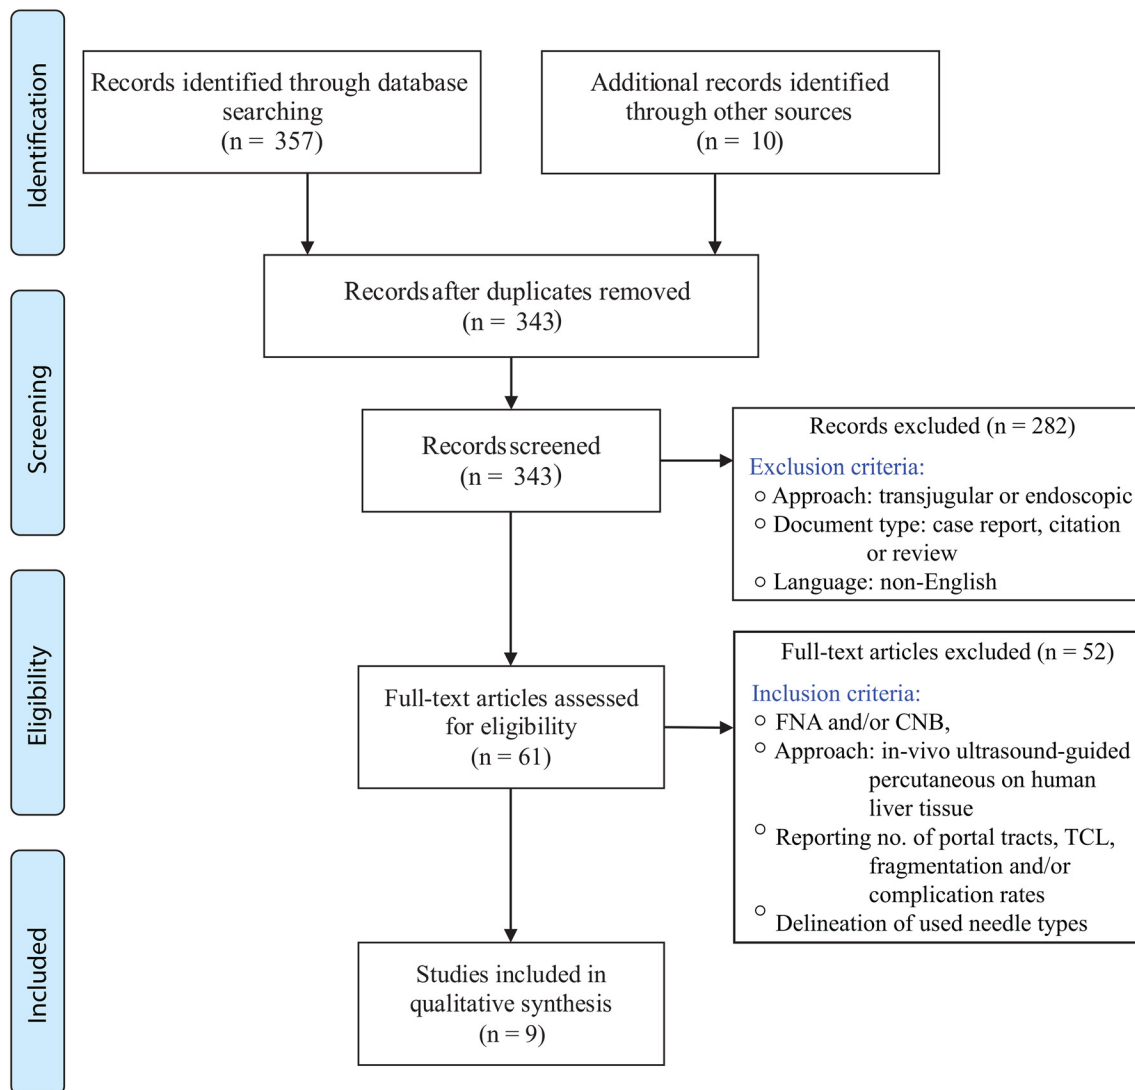 Identification
Records identified through database
searching
(n = 357)
Additional records identified
through other sources
(n = 10)
Records after duplicates removed
(n = 343)
Screening
Records screened
(n = 343)
Records excluded (n = 282)
Exclusion criteria:
Approach: transjugular or endoscopic
Document type: case report, citation
or review
Language: non-English
Eligibility
Full-text articles assessed
for eligibility
(n = 61)
Full-text articles excluded (n = 52)
Inclusion criteria:
FNA and/or CNB,
Approach: in-vivo ultrasound-guided
percutaneous on human
liver tissue
Reporting no. of portal tracts, TCL,
fragmentation and/or
complication rates
Delineation of used needle types
Included
Studies included in
qualitative synthesis
(n = 9)